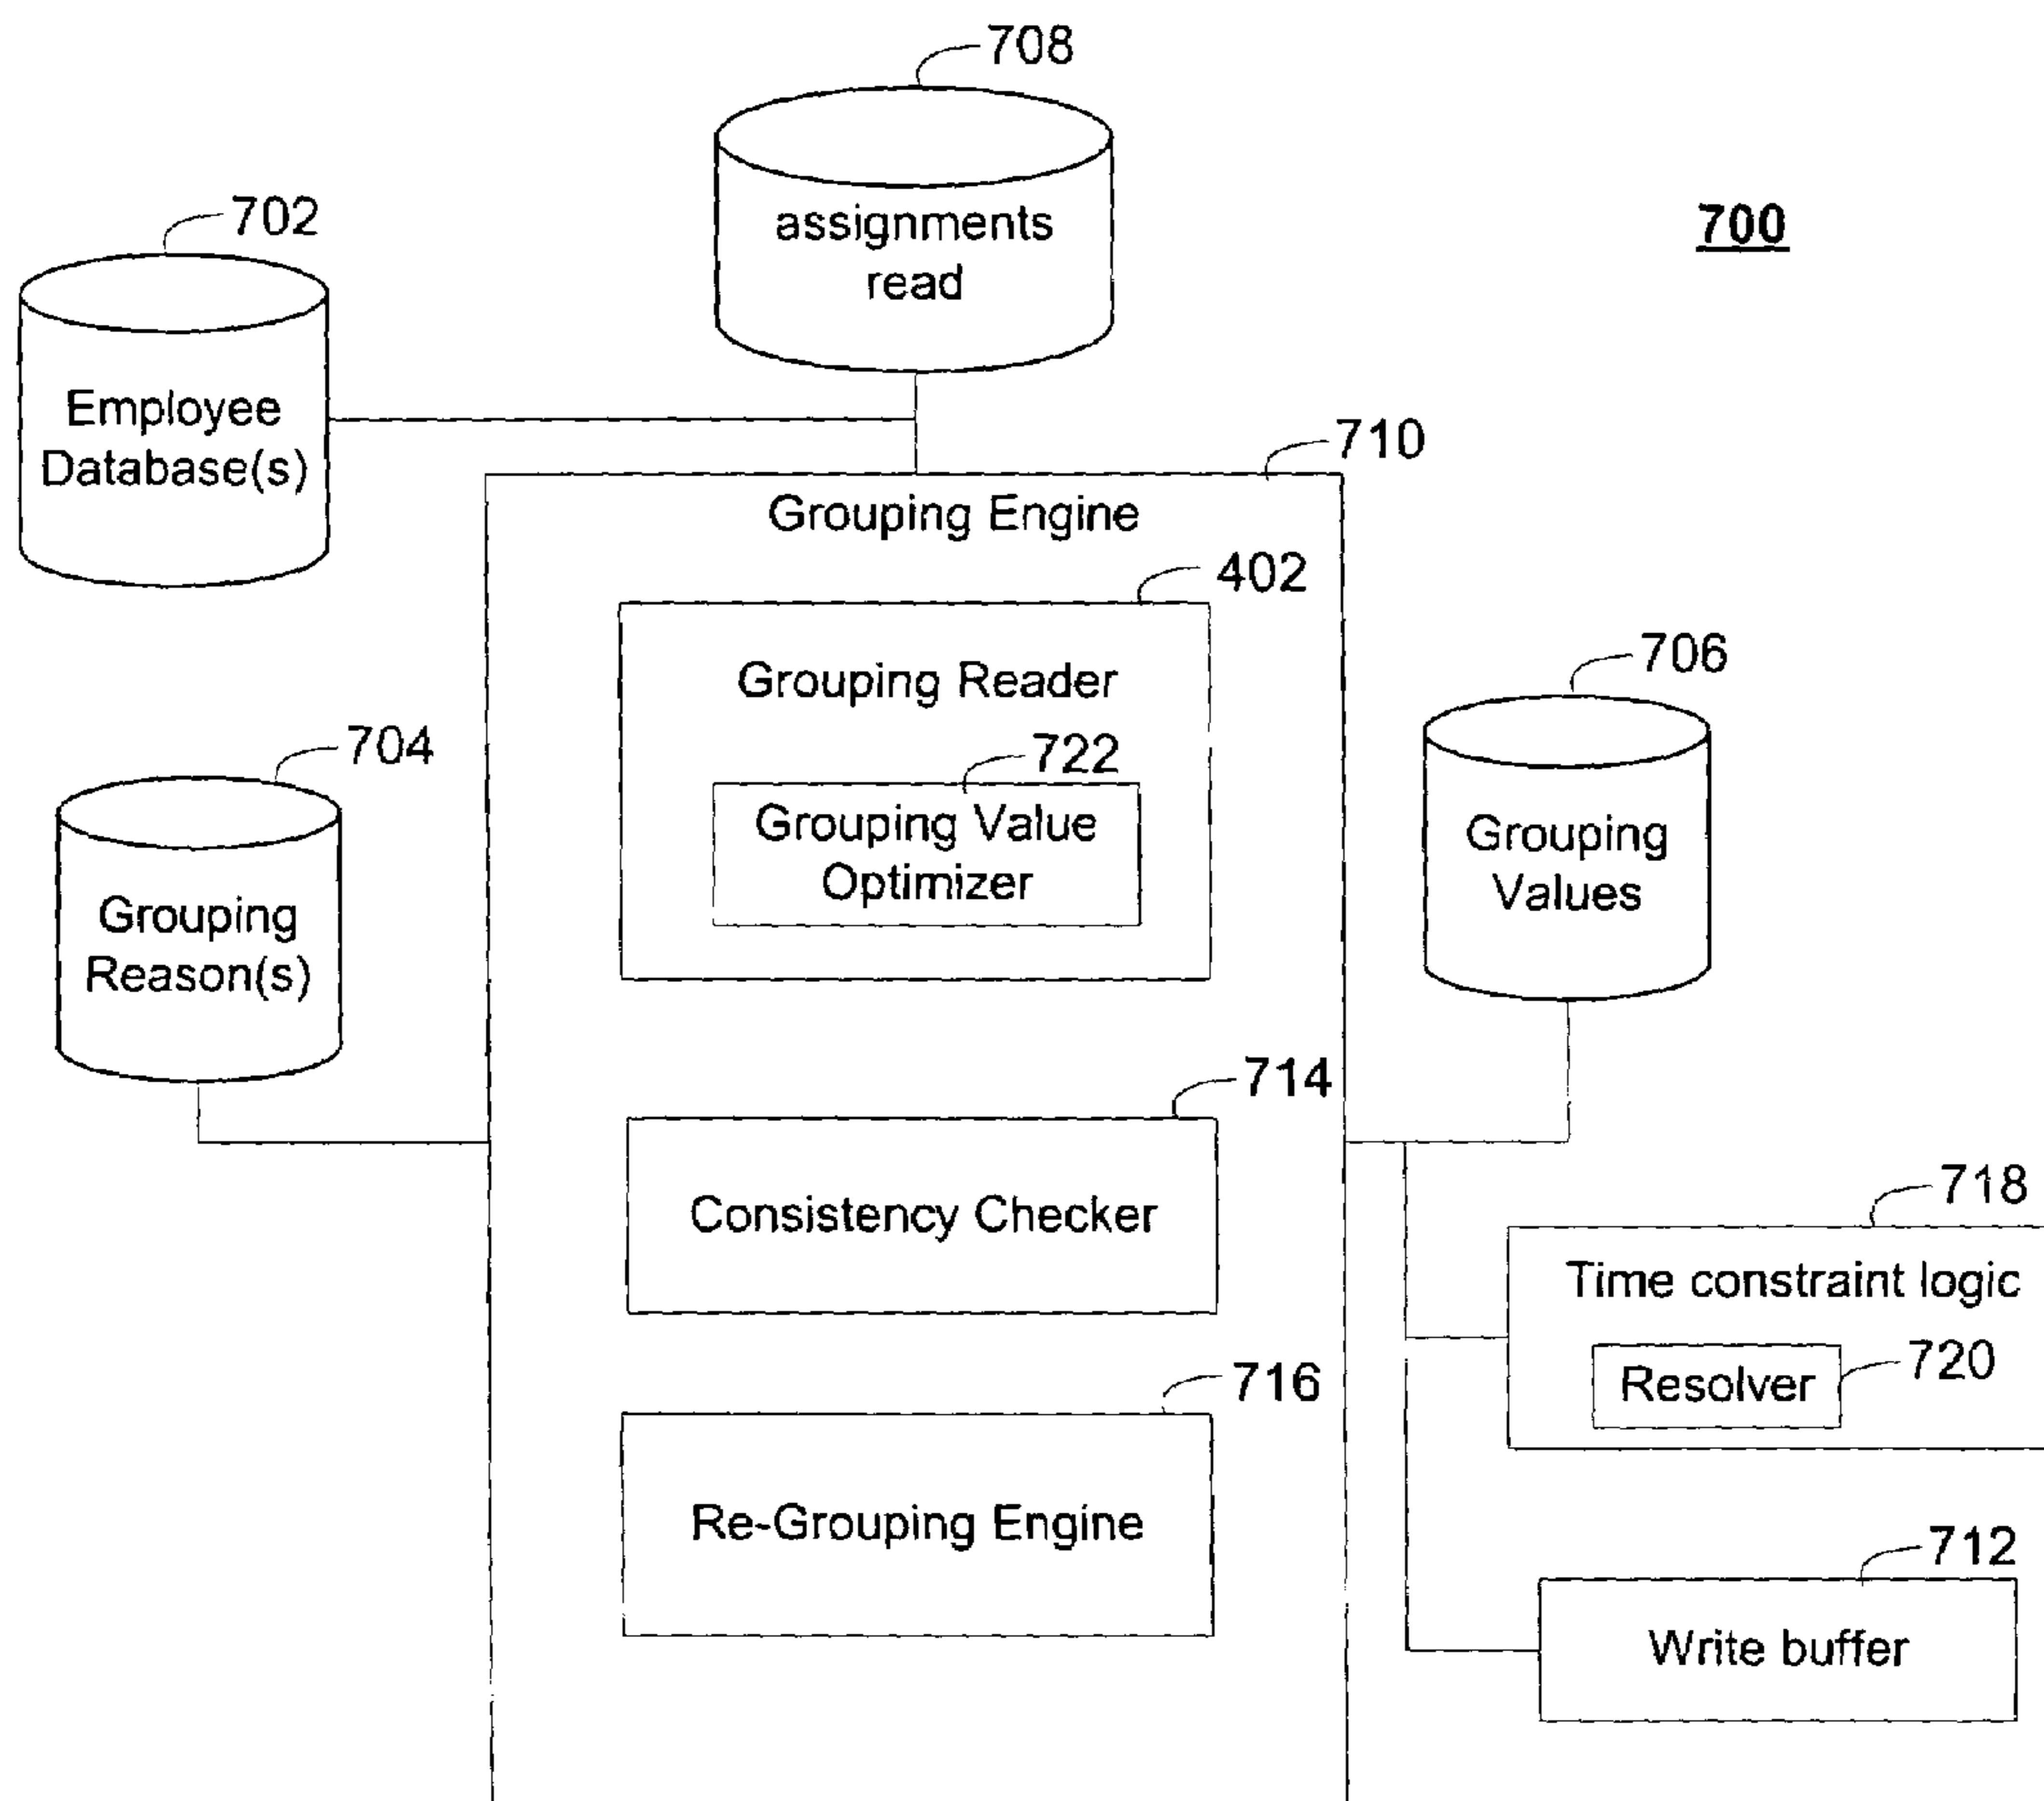 708
assignments
read
700
702
Employee
Database(s)
710
Grouping Engine
402
Grouping Reader
722
Grouping Value
Optimizer
704
Grouping
Reason(s)
706
Grouping
Values
714
Consistency Checker
718
Time constraint logic
720
Resolver
716
Re-Grouping Engine
712
Write buffer